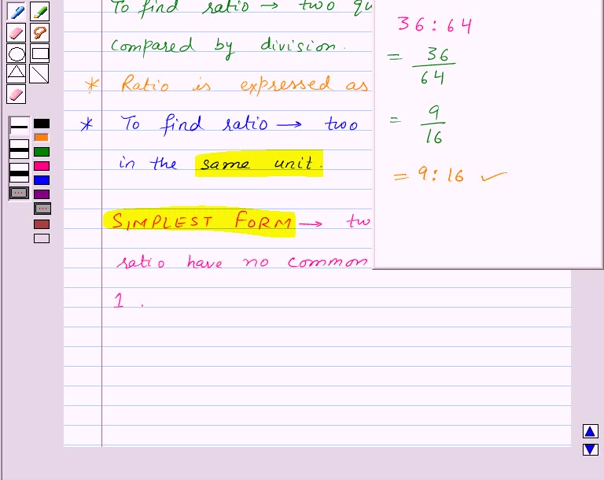 To find ratio → two
compared by division.
* Ratio is expressed as
* To find ratio → two
in the same unit.
SIMPLEST FORM →
ratio have no common
1.
36:64
= 36/64
= 9/16
= 9:16 ✓